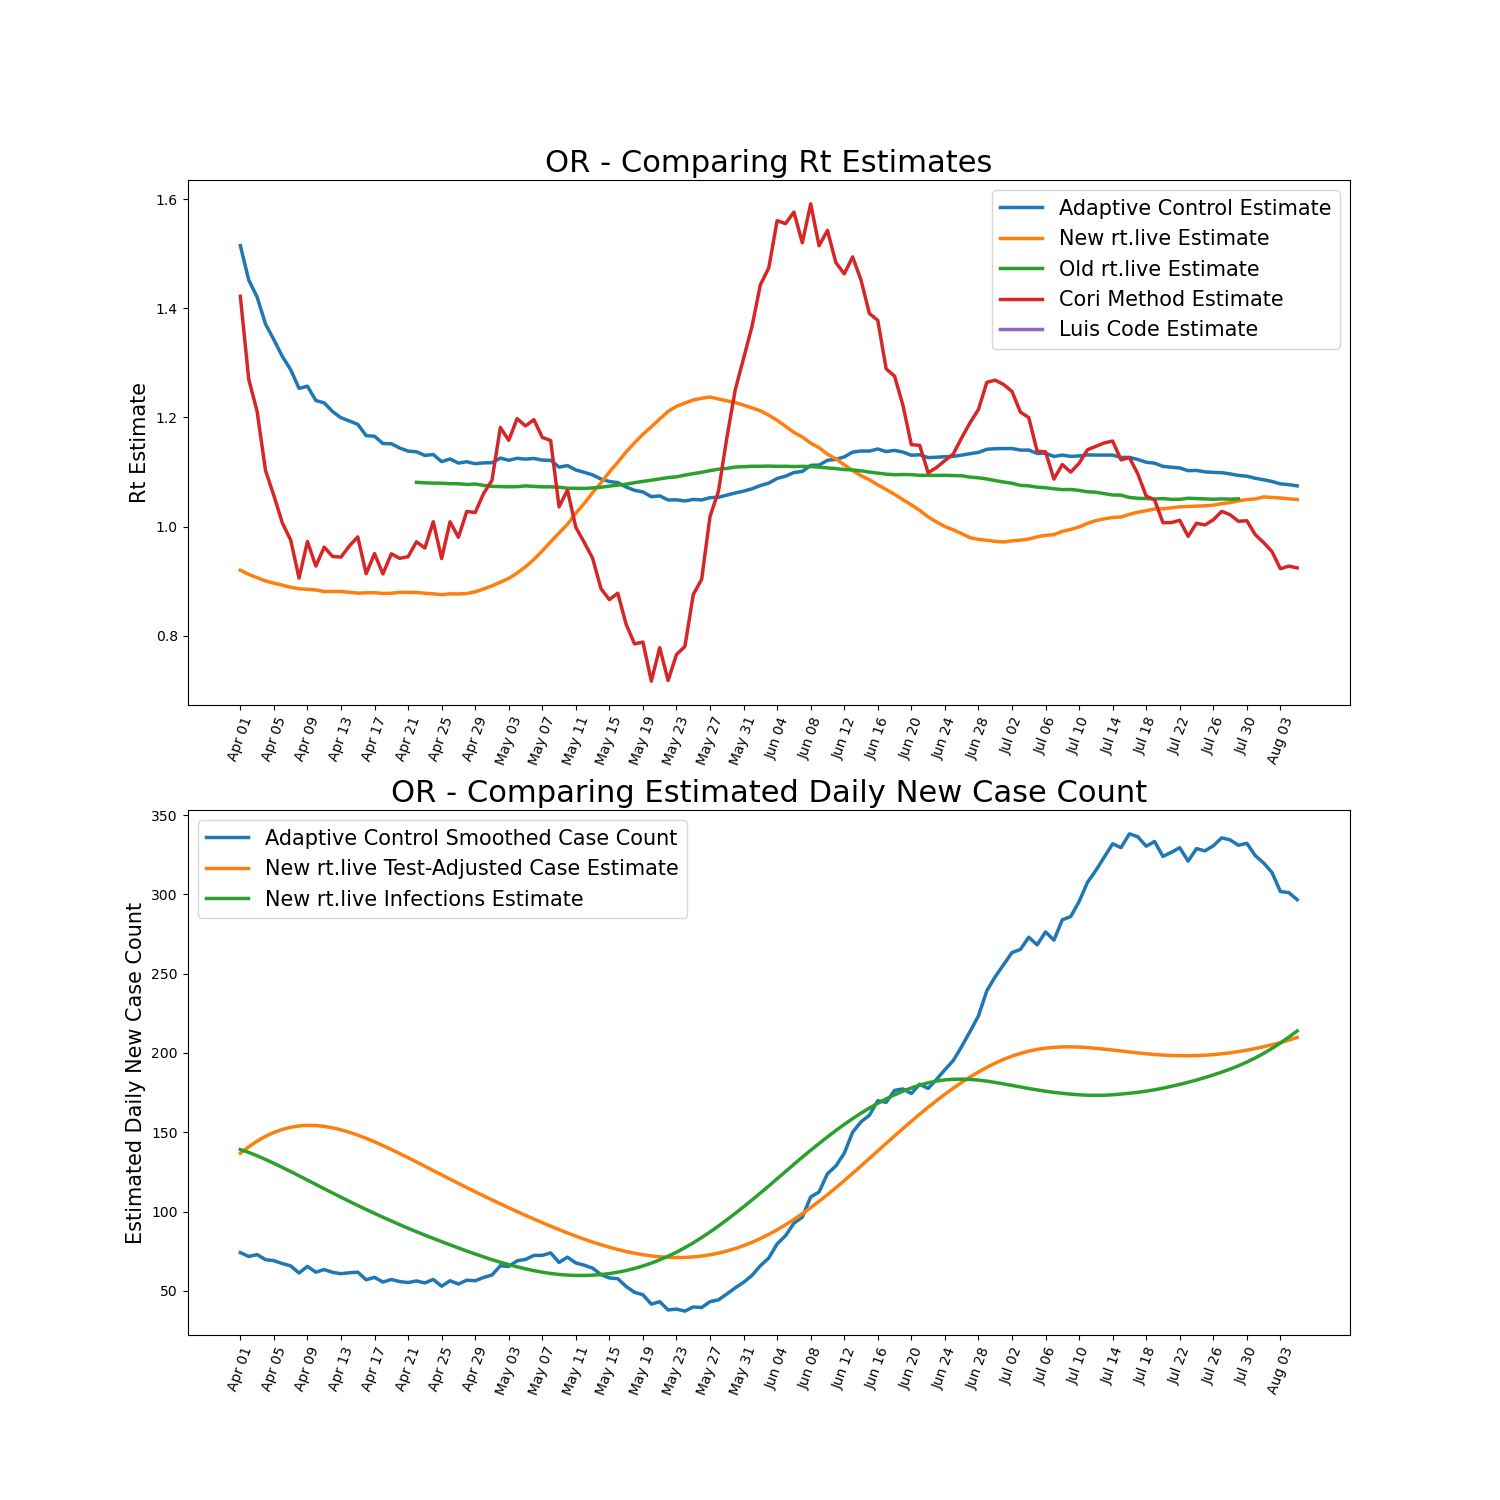 OR - Comparing Rt Estimates
Rt Estimate
1.6
1.4
1.2
1.0
0.8
Adaptive Control Estimate
New rt.live Estimate
Old rt.live Estimate
Cori Method Estimate
Luis Code Estimate
Apr 01
Apr 05
Apr 09
Apr 13
Apr 17
Apr 21
Apr 25
Apr 29
May 03
May 07
May 11
May 15
May 19
May 23
May 27
May 31
Jun 04
Jun 08
Jun 12
Jun 16
Jun 20
Jun 24
Jun 28
Jul 02
Jul 06
Jul 10
Jul 14
Jul 18
Jul 22
Jul 26
Jul 30
Aug 03
OR - Comparing Estimated Daily New Case Count
Estimated Daily New Case Count
350
300
250
200
150
100
50
Adaptive Control Smoothed Case Count
New rt.live Test-Adjusted Case Estimate
New rt.live Infections Estimate
Apr 01
Apr 05
Apr 09
Apr 13
Apr 17
Apr 21
Apr 25
Apr 29
May 03
May 07
May 11
May 15
May 19
May 23
May 27
May 31
Jun 04
Jun 08
Jun 12
Jun 16
Jun 20
Jun 24
Jun 28
Jul 02
Jul 06
Jul 10
Jul 14
Jul 18
Jul 22
Jul 26
Jul 30
Aug 03